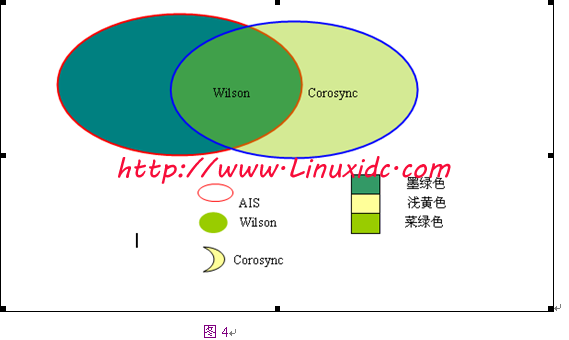 Wilson
Corosync
http://www.Linuxidc.com
墨绿色
AIS
浅黄色
Wilson
菜绿色
Corosync
图 4